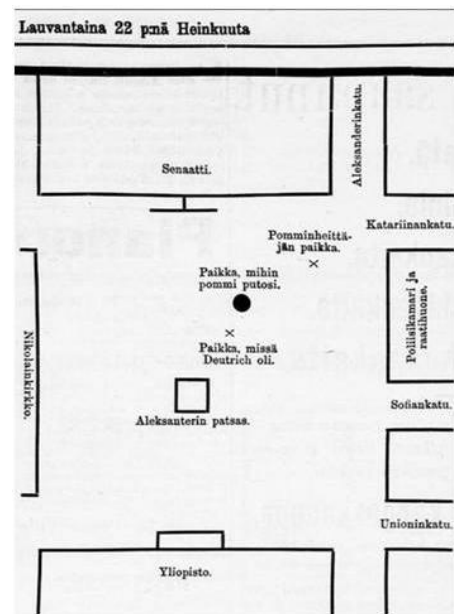 Lauvantaina 22 p:nä Heinkuuta
Aleksanderinkatu.
Senaatti.
Katariinankatu.
Pomminheittä-
jän paikka.
Paikka, mihin
pommi putosi.
Poliisikamari ja
raatihuone.
Nikolainkirkko.
Paikka, missä
Deutrich oli.
Aleksanterin patsas.
Sofiankatu.
Unioninkatu.
Yliopisto.